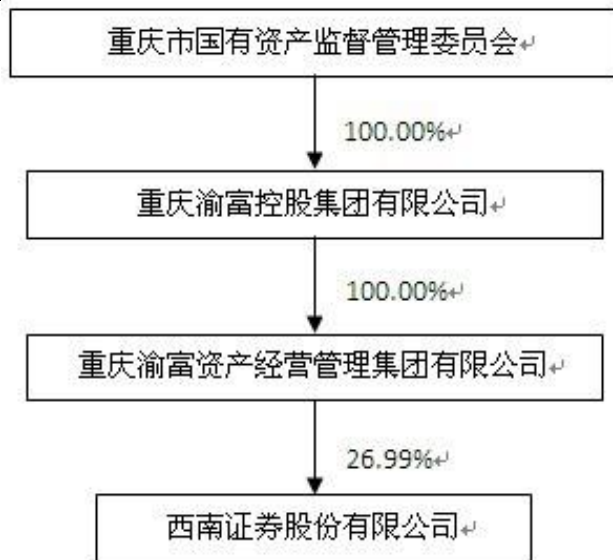 重庆市国有资产监督管理委员会
100.00%
重庆渝富控股集团有限公司
100.00%
重庆渝富资产经营管理集团有限公司
26.99%
西南证券股份有限公司